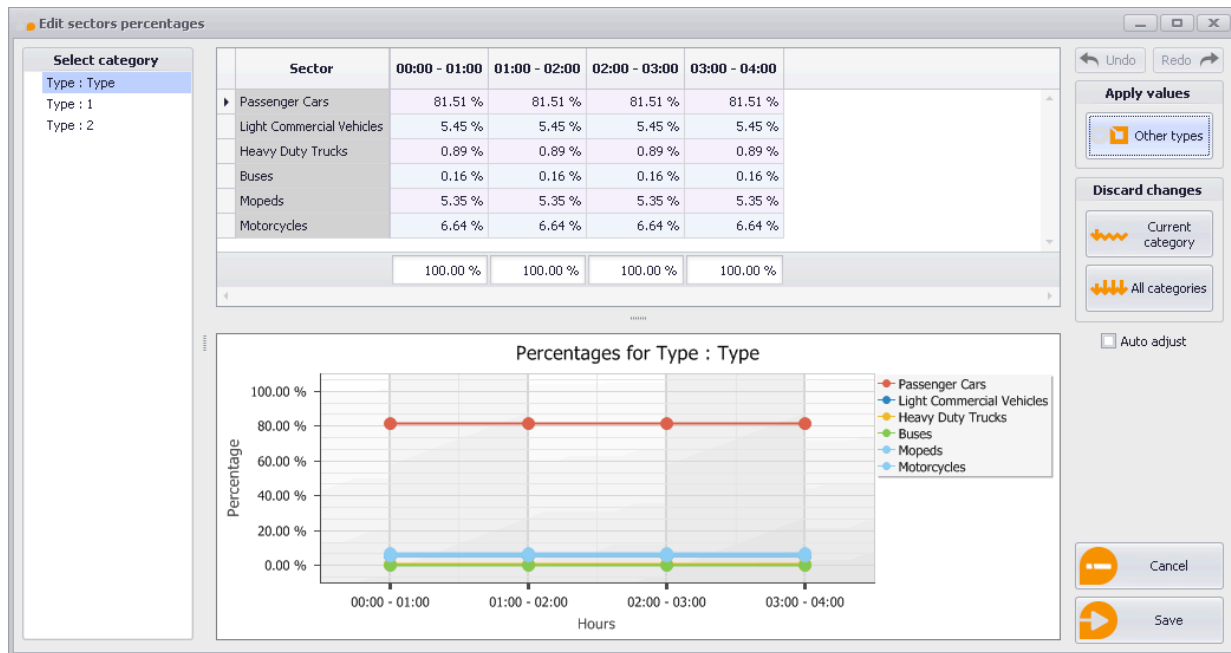 Edit sectors percentages
Select category
Type : Type
Type : 1
Type : 2
Sector 00:00 - 01:00 01:00 - 02:00 02:00 - 03:00 03:00 - 04:00
Passenger Cars 81.51 % 81.51 % 81.51 % 81.51 %
Light Commercial Vehicles 5.45 % 5.45 % 5.45 % 5.45 %
Heavy Duty Trucks 0.89 % 0.89 % 0.89 % 0.89 %
Buses 0.16 % 0.16 % 0.16 % 0.16 %
Mopeds 5.35 % 5.35 % 5.35 % 5.35 %
Motorcycles 6.64 % 6.64 % 6.64 % 6.64 %
100.00 % 100.00 % 100.00 % 100.00 %
Percentages for Type : Type
100.00 %
80.00 %
60.00 %
40.00 %
20.00 %
0.00 %
Percentage
00:00 - 01:00 01:00 - 02:00 02:00 - 03:00 03:00 - 04:00
Hours
Passenger Cars
Light Commercial Vehicles
Heavy Duty Trucks
Buses
Mopeds
Motorcycles
Undo Redo
Apply values
Other types
Discard changes
Current
category
All categories
Auto adjust
Cancel
Save